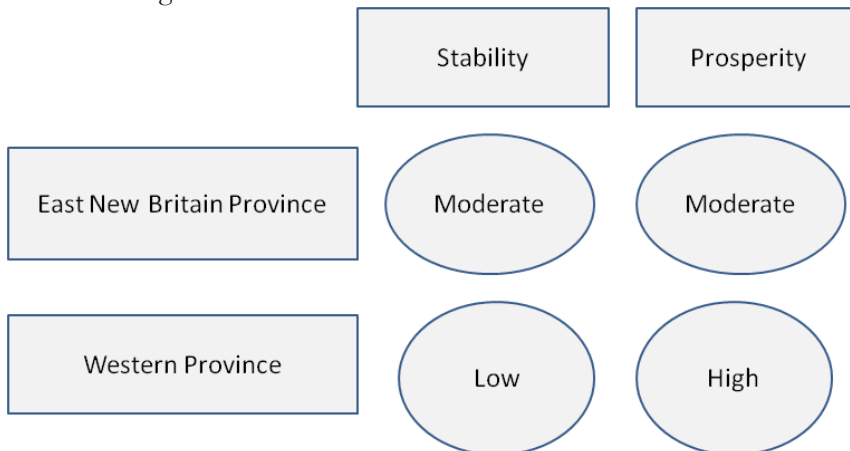 Stability Prosperity
East New Britain Province Moderate Moderate
Western Province Low High